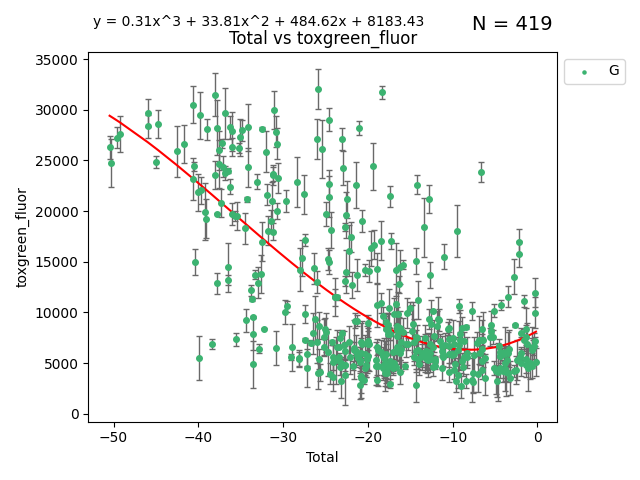 y = 0.31x^3 + 33.81x^2 + 484.62x + 8183.43
N = 419
Total vs toxgreen_fluor
35000
30000
25000
20000
15000
10000
5000
0
toxgreen_fluor
−50
−40
−30
−20
−10
0
Total
G